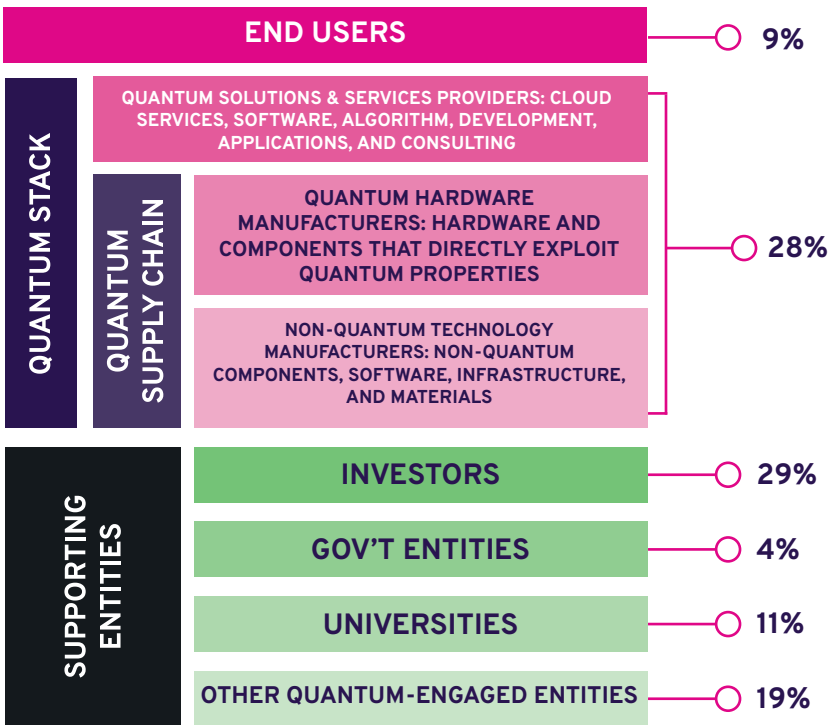 END USERS
9%
QUANTUM STACK
QUANTUM SOLUTIONS & SERVICES PROVIDERS: CLOUD
SERVICES, SOFTWARE, ALGORITHM, DEVELOPMENT,
APPLICATIONS, AND CONSULTING
QUANTUM
SUPPLY CHAIN
QUANTUM HARDWARE
MANUFACTURERS: HARDWARE AND
COMPONENTS THAT DIRECTLY EXPLOIT
QUANTUM PROPERTIES
28%
NON-QUANTUM TECHNOLOGY
MANUFACTURERS: NON-QUANTUM
COMPONENTS, SOFTWARE, INFRASTRUCTURE,
AND MATERIALS
SUPPORTING
ENTITIES
INVESTORS
29%
GOV'T ENTITIES
4%
UNIVERSITIES
11%
OTHER QUANTUM-ENGAGED ENTITIES
19%